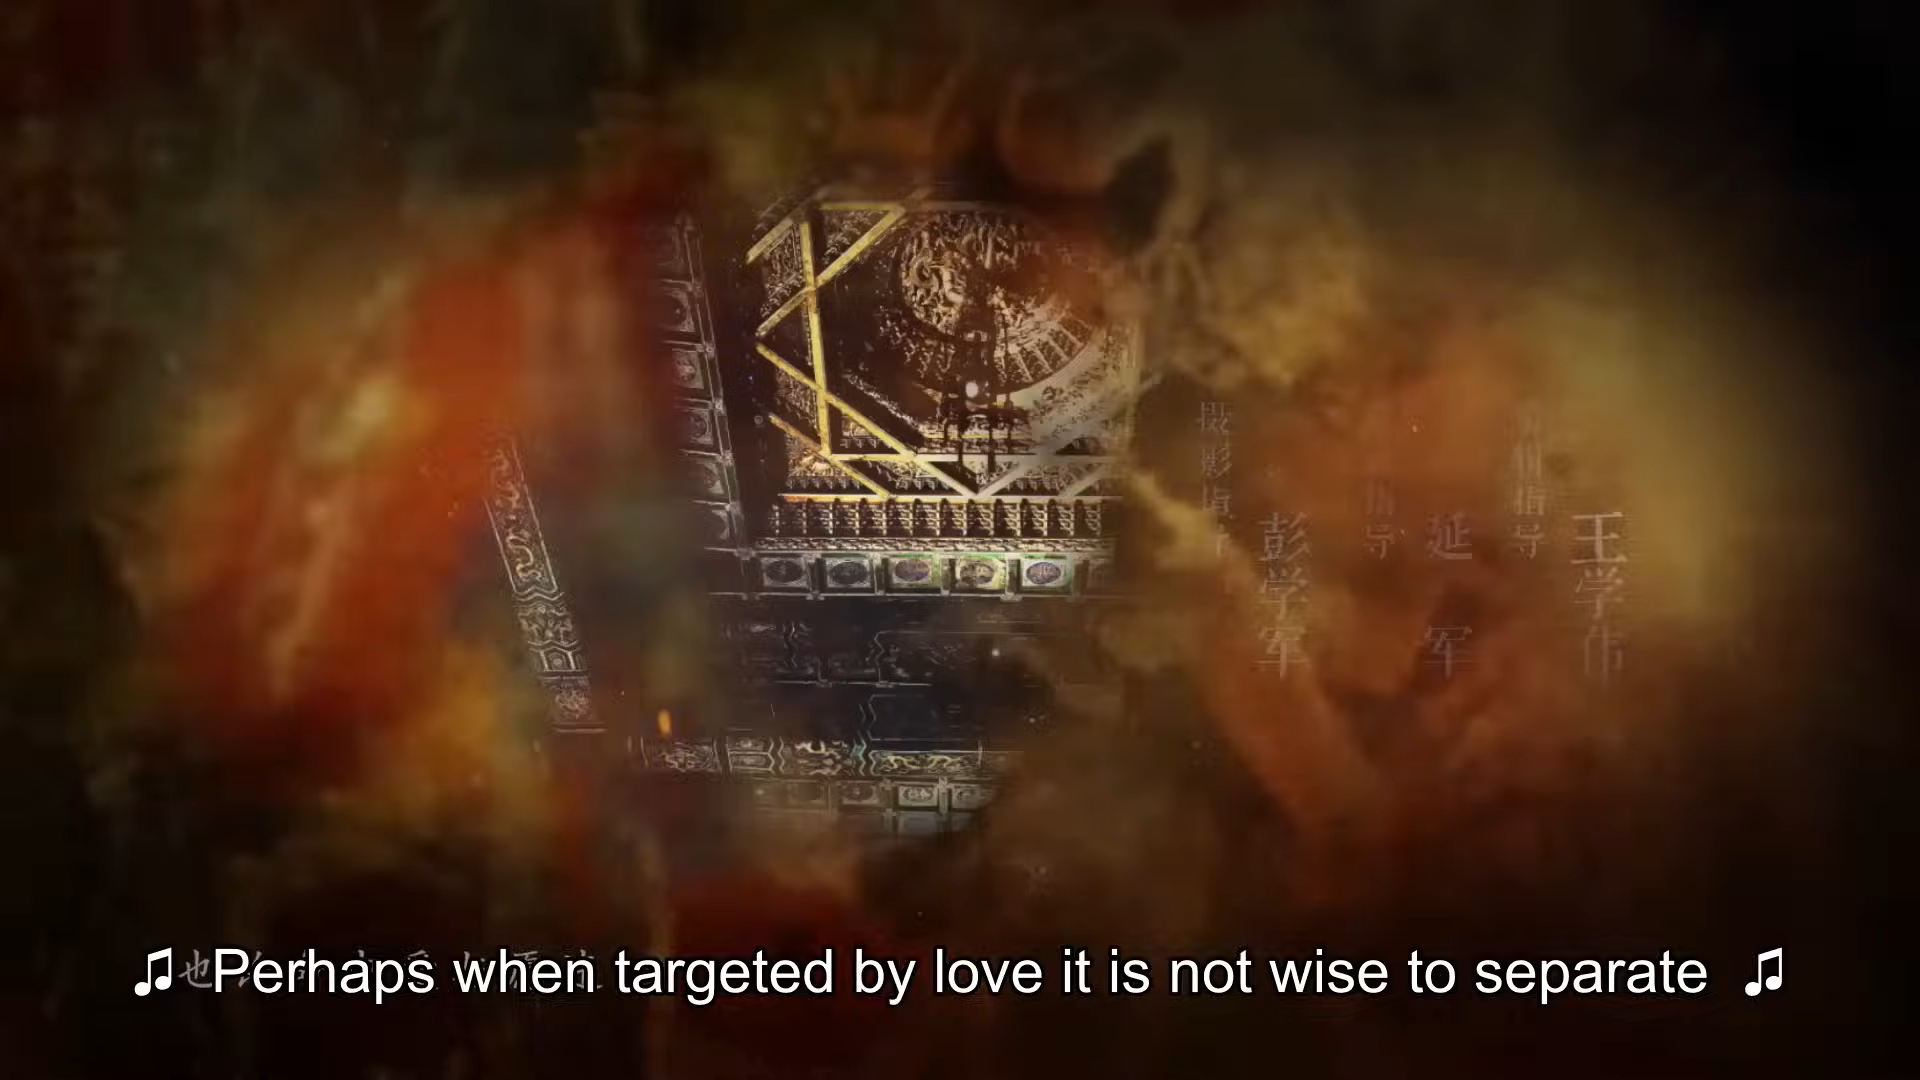 王学伟
指导
延军
指导
彭学军
摄影指导
♫ Perhaps when targeted by love it is not wise to separate ♫
也